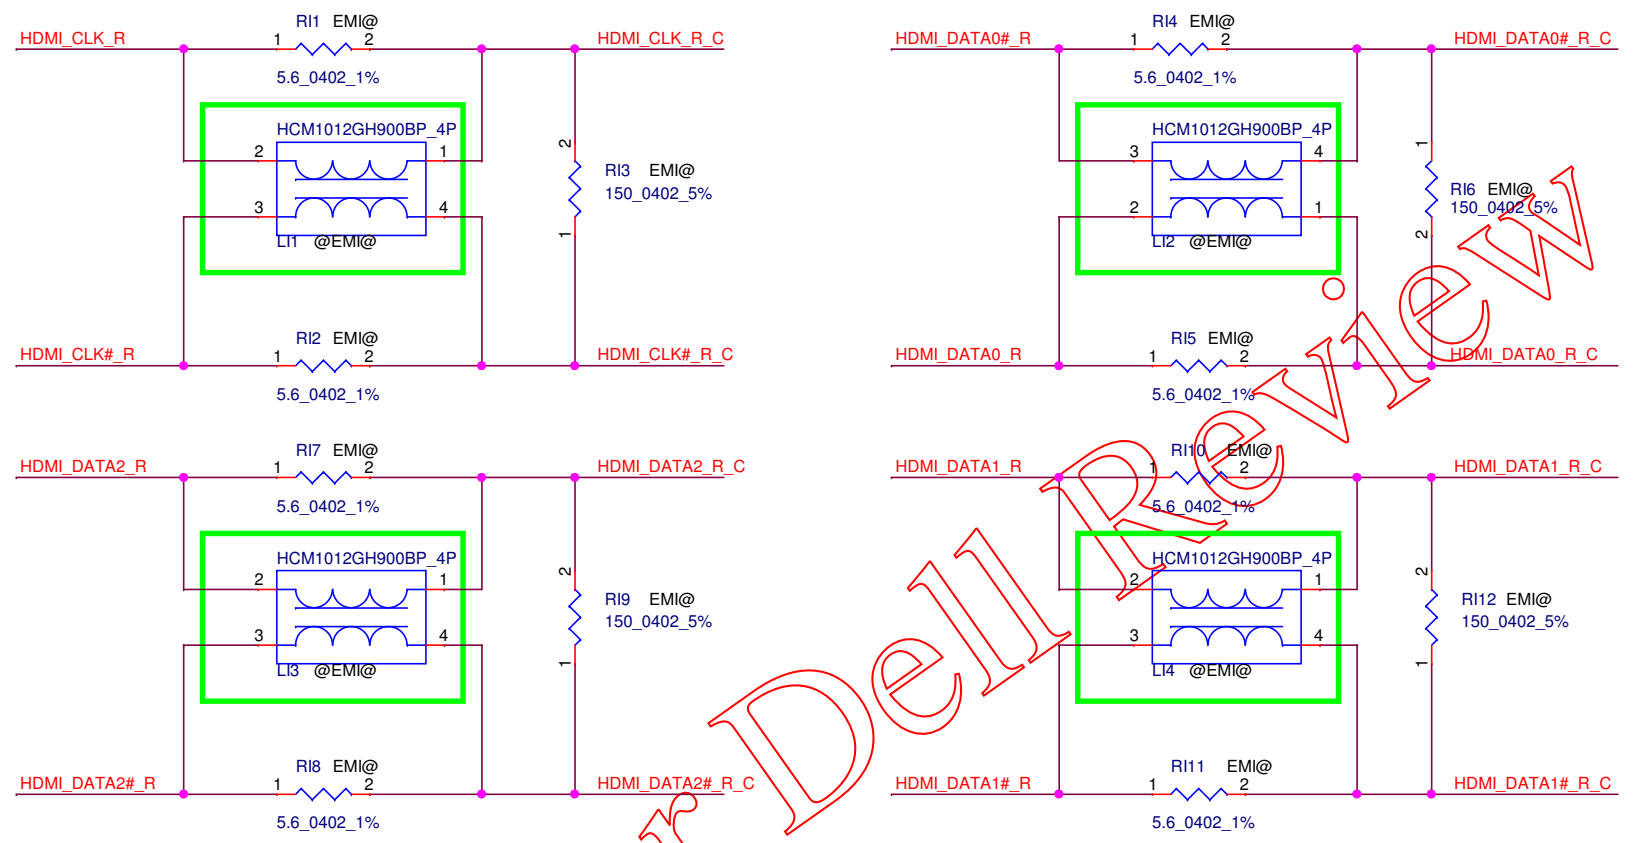 RI1 EMI@
HDMI_CLK_R 1 2 HDMI_CLK_R_C
5.6_0402_1%
HCM1012GH900BP_4P
2 1
3 4
LI1 @EMI@
2
RI3 EMI@
150_0402_5%
1
RI2 EMI@
HDMI_CLK#_R 1 2 HDMI_CLK#_R_C
5.6_0402_1%
RI4 EMI@
HDMI_DATA0#_R 1 2 HDMI_DATA0#_R_C
5.6_0402_1%
HCM1012GH900BP_4P
3 4
2 1
LI2 @EMI@
1
RI6 EMI@
150_0402_5%
2
RI5 EMI@
HDMI_DATA0_R 1 2 HDMI_DATA0_R_C
5.6_0402_1%
RI7 EMI@
HDMI_DATA2_R 1 2 HDMI_DATA2_R_C
5.6_0402_1%
HCM1012GH900BP_4P
2 1
3 4
LI3 @EMI@
2
RI9 EMI@
150_0402_5%
1
RI8 EMI@
HDMI_DATA2#_R 1 2 HDMI_DATA2#_R_C
5.6_0402_1%
RI10 EMI@
HDMI_DATA1_R 1 2 HDMI_DATA1_R_C
5.6_0402_1%
HCM1012GH900BP_4P
2 1
3 4
LI4 @EMI@
2
RI12 EMI@
150_0402_5%
1
RI11 EMI@
HDMI_DATA1#_R 1 2 HDMI_DATA1#_R_C
5.6_0402_1%
r Dell Review